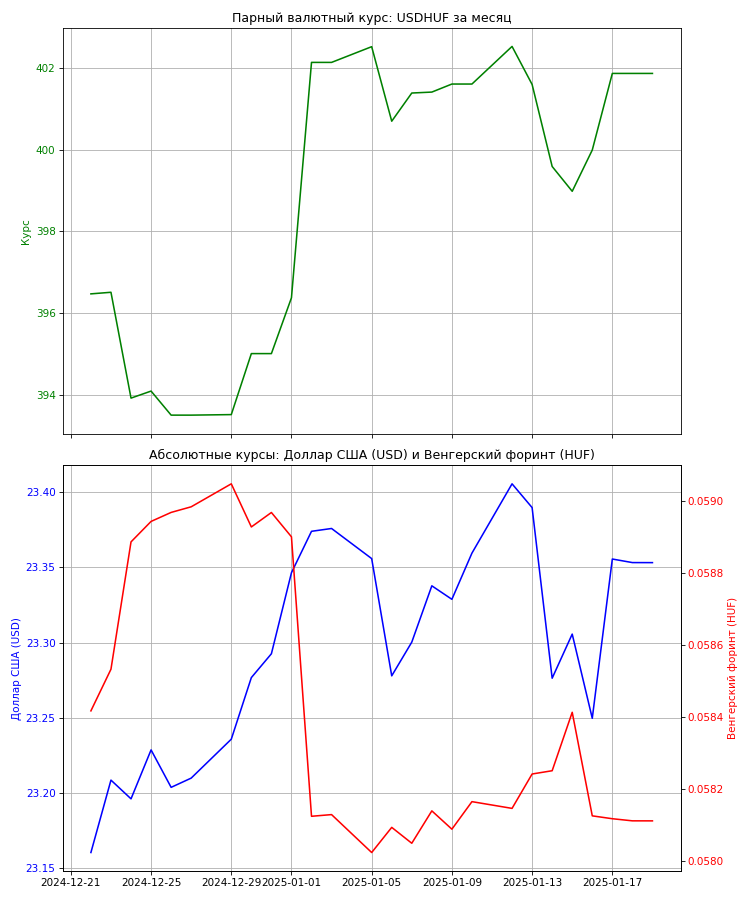 Парный валютный курс: USDHUF за месяц
402
400
398
396
394
Курс
Абсолютные курсы: Доллар США (USD) и Венгерский форинт (HUF)
23.40
23.35
23.30
23.25
23.20
23.15
Доллар США (USD)
0.0590
0.0588
0.0586
0.0584
0.0582
0.0580
Венгерский форинт (HUF)
2024-12-21 2024-12-25 2024-12-29 2025-01-01 2025-01-05 2025-01-09 2025-01-13 2025-01-17